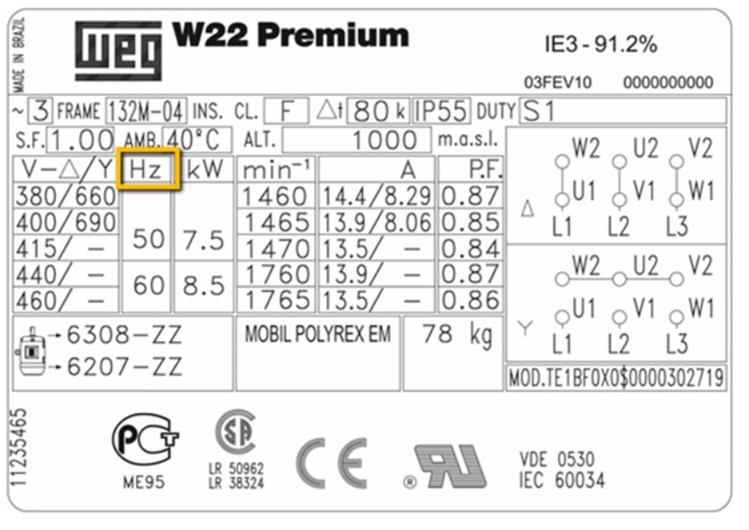 MADE IN BRAZIL
WEG W22 Premium
IE3 - 91.2%
03FEV10 0000000000
~ 3 FRAME 132M-04 INS. CL. F Δt 80 k IP55 DUTY S1
S.F. 1.00 AMB. 40°C ALT. 1000 m.a.s.l.
V-Δ/Y Hz kW min⁻¹ A P.F.
380/660 1460 14.4/8.29 0.87
400/690 1465 13.9/8.06 0.85
50 7.5
415/ - 1470 13.5/ - 0.84
440/ - 1760 13.9/ - 0.87
60 8.5
460/ - 1765 13.5/ - 0.86
W2 U2 V2
Δ U1 V1 W1
L1 L2 L3
W2 U2 V2
Y U1 V1 W1
L1 L2 L3
6308-ZZ MOBIL POLYREX EM 78 kg
6207-ZZ
MOD.TE1BF0X0$0000302719
11235465
PCT
ME95
SA
LR 50962
LR 38324
CE
® RU
VDE 0530
IEC 60034